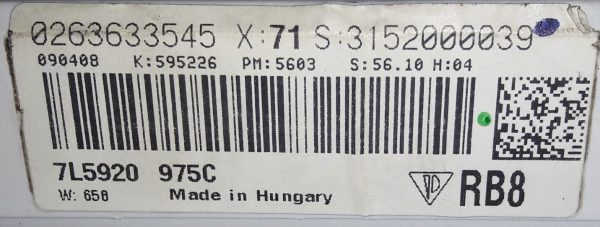 0263633545 X:71 S:3152000039
090408 K:595226 PM:5603 S:56.10 H:04
7L5920 975C
W: 658 Made in Hungary RB8